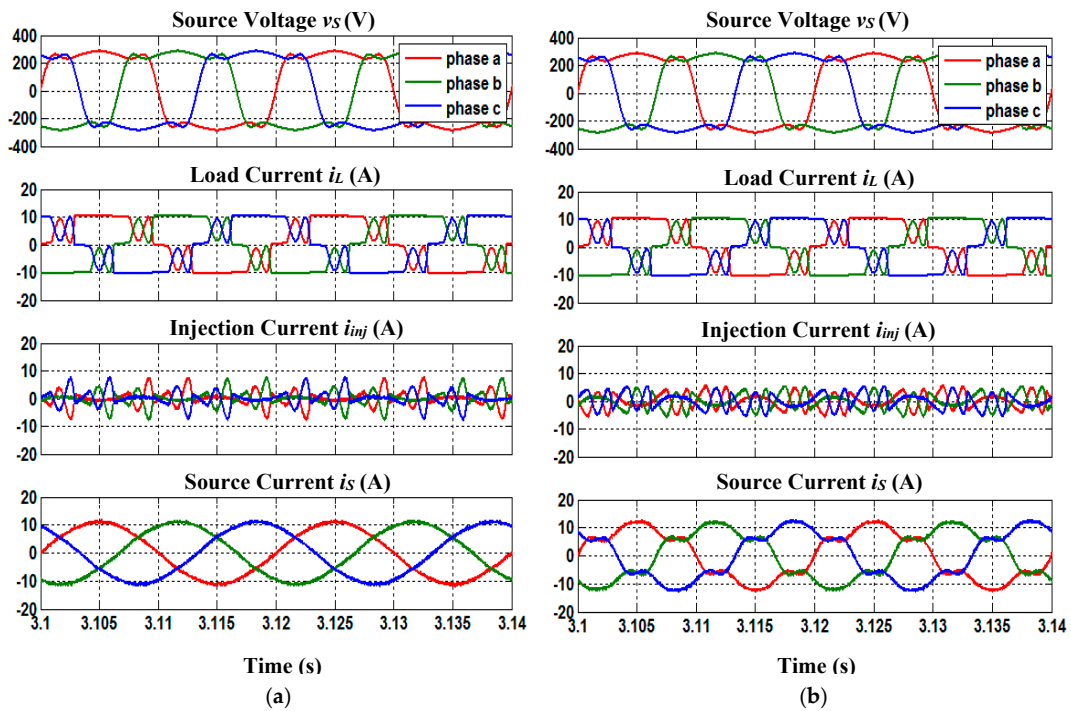 Source Voltage vS (V)
400
200
0
-200
-400
phase a
phase b
phase c
Load Current iL (A)
20
10
0
-10
-20
Injection Current iinj (A)
20
10
0
-10
-20
Source Current iS (A)
20
10
0
-10
-20
3.1 3.105 3.11 3.115 3.12 3.125 3.13 3.135 3.14
Time (s)
(a)
Source Voltage vS (V)
400
200
0
-200
-400
phase a
phase b
phase c
Load Current iL (A)
20
10
0
-10
-20
Injection Current iinj (A)
20
10
0
-10
-20
Source Current iS (A)
20
10
0
-10
-20
3.1 3.105 3.11 3.115 3.12 3.125 3.13 3.135 3.14
Time (s)
(b)